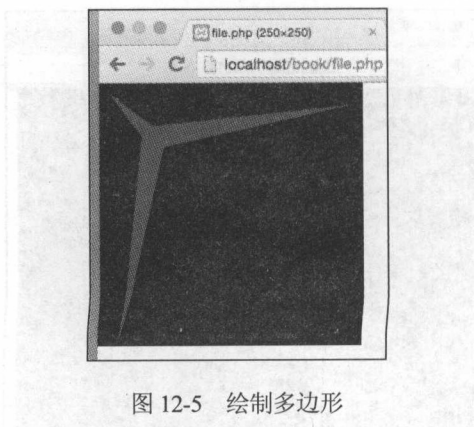 file.php (250×250)
localhost/book/file.php
图 12-5 绘制多边形